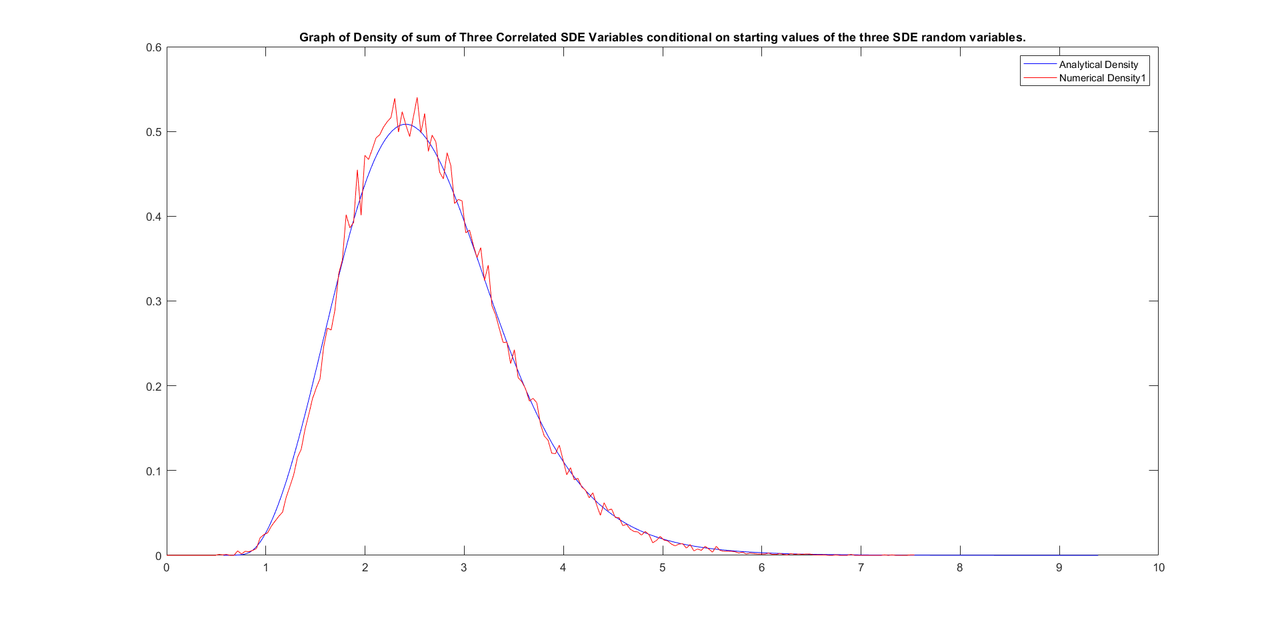 Graph of Density of sum of Three Correlated SDE Variables conditional on starting values of the three SDE random variables.
Analytical Density
Numerical Density1
0.6
0.5
0.4
0.3
0.2
0.1
0
0 1 2 3 4 5 6 7 8 9 10